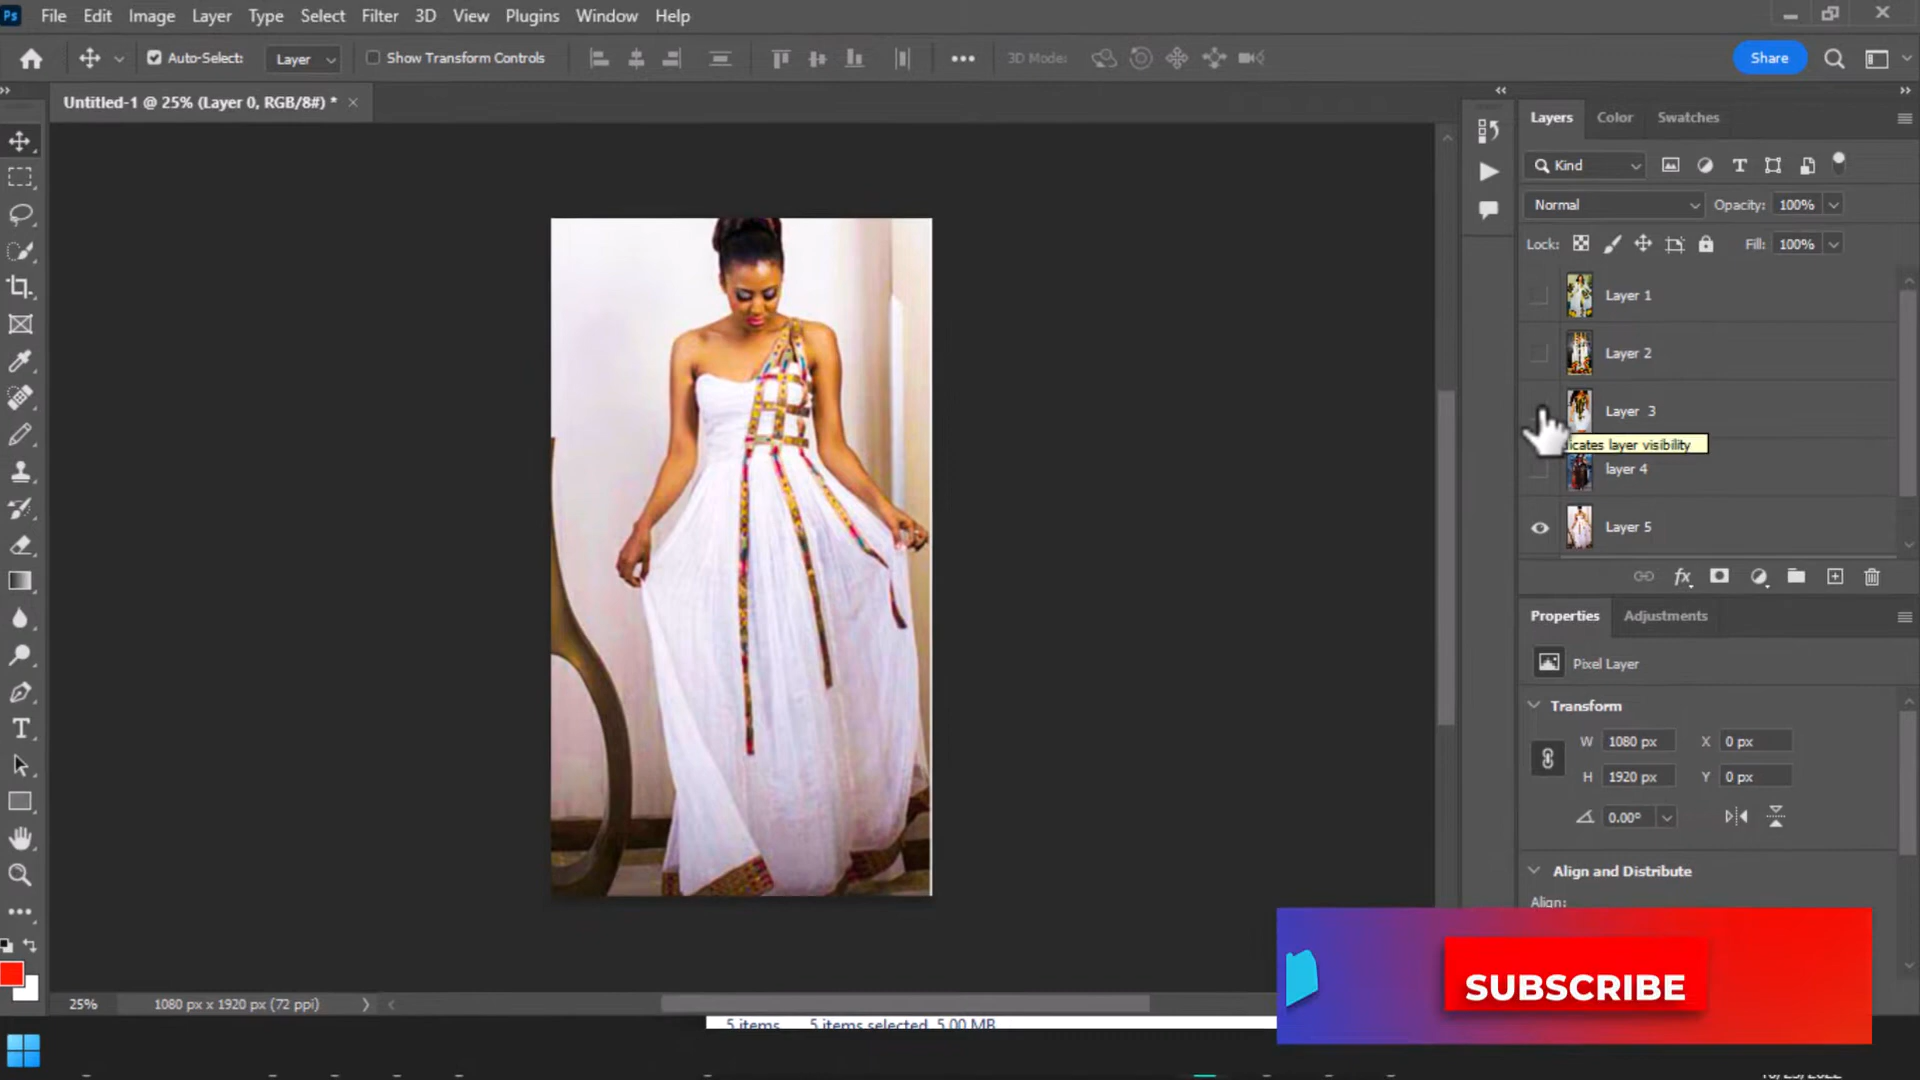 Ps File Edit Image Layer Type Select Filter 3D View Plugins Window Help
Auto-Select: Layer Show Transform Controls 3D Mode: Share
Untitled-1 @ 25% (Layer 0, RGB/8#) *
Layers Color Swatches
Kind
Normal Opacity: 100%
Lock: Fill: 100%
Layer 1
Layer 2
Layer 3
icates layer visibility
layer 4
Layer 5
fx
Properties Adjustments
Pixel Layer
Transform
W 1080 px X 0 px
H 1920 px Y 0 px
0.00°
Align and Distribute
Align:
SUBSCRIBE
25% 1080 px x 1920 px (72 ppi)
5 items 5 items selected 5.00 MB